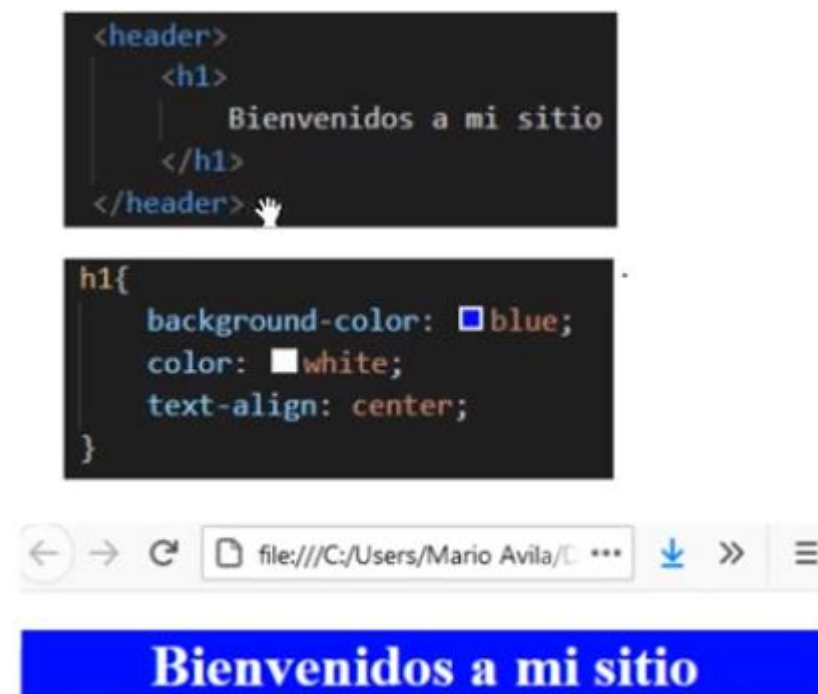 <header>
<h1>
Bienvenidos a mi sitio
</h1>
</header>
h1{
background-color: blue;
color: white;
text-align: center;
}
file:///C:/Users/Mario Avila/D
Bienvenidos a mi sitio